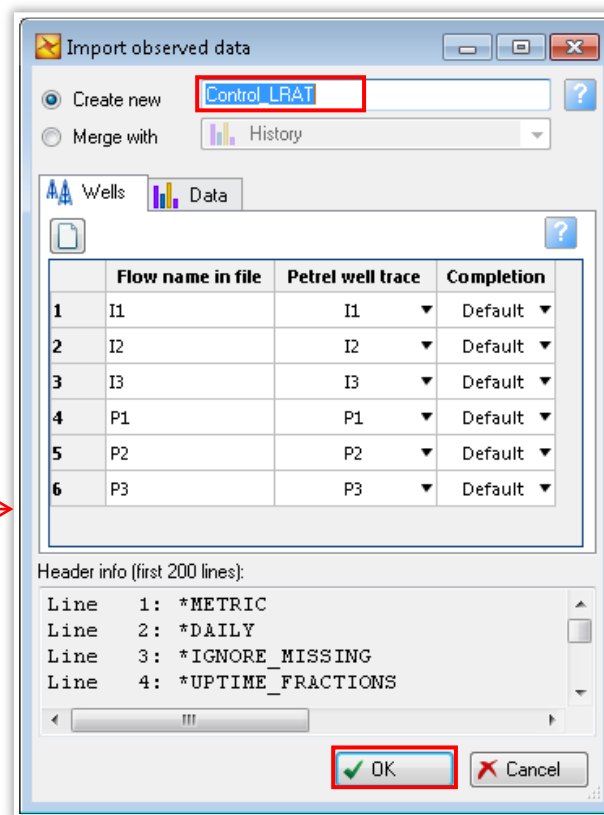 Import observed data
Create new Control_LRAT ?
Merge with History
Wells Data
?
Flow name in file Petrel well trace Completion
1 I1 I1 Default
2 I2 I2 Default
3 I3 I3 Default
4 P1 P1 Default
5 P2 P2 Default
6 P3 P3 Default
Header info (first 200 lines):
Line 1: *METRIC
Line 2: *DAILY
Line 3: *IGNORE_MISSING
Line 4: *UPTIME_FRACTIONS
OK Cancel